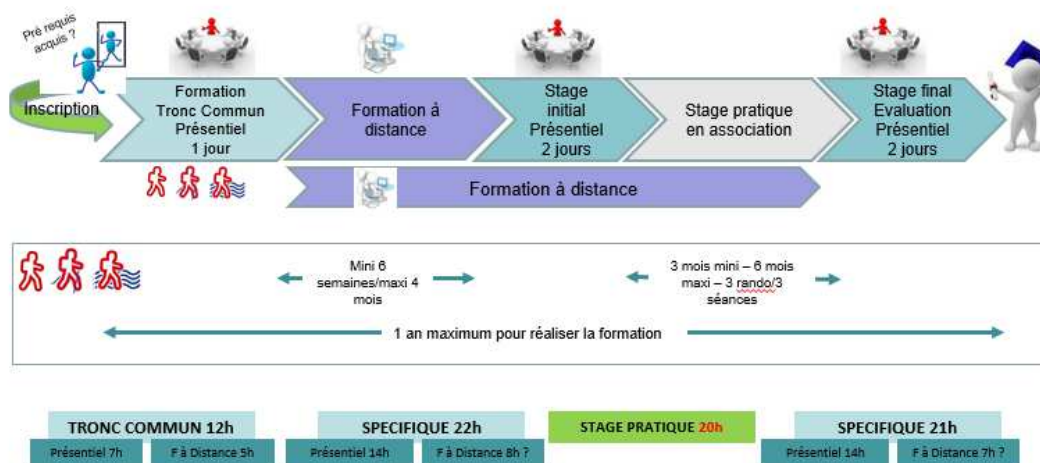 Pré requis
acquis ?
Inscription
Formation
Tronc Commun
Présentiel
1 jour
Formation à
distance
Stage
initial
Présentiel
2 jours
Stage pratique
en association
Stage final
Evaluation
Présentiel
2 jours
Formation à distance
Mini 6
semaines/maxi 4
mois
3 mois mini – 6 mois
maxi – 3 rando/3
séances
1 an maximum pour réaliser la formation
TRONC COMMUN 12h
Présentiel 7h
F à Distance 5h
SPECIFIQUE 22h
Présentiel 14h
F à Distance 8h ?
STAGE PRATIQUE 20h
SPECIFIQUE 21h
Présentiel 14h
F à Distance 7h ?